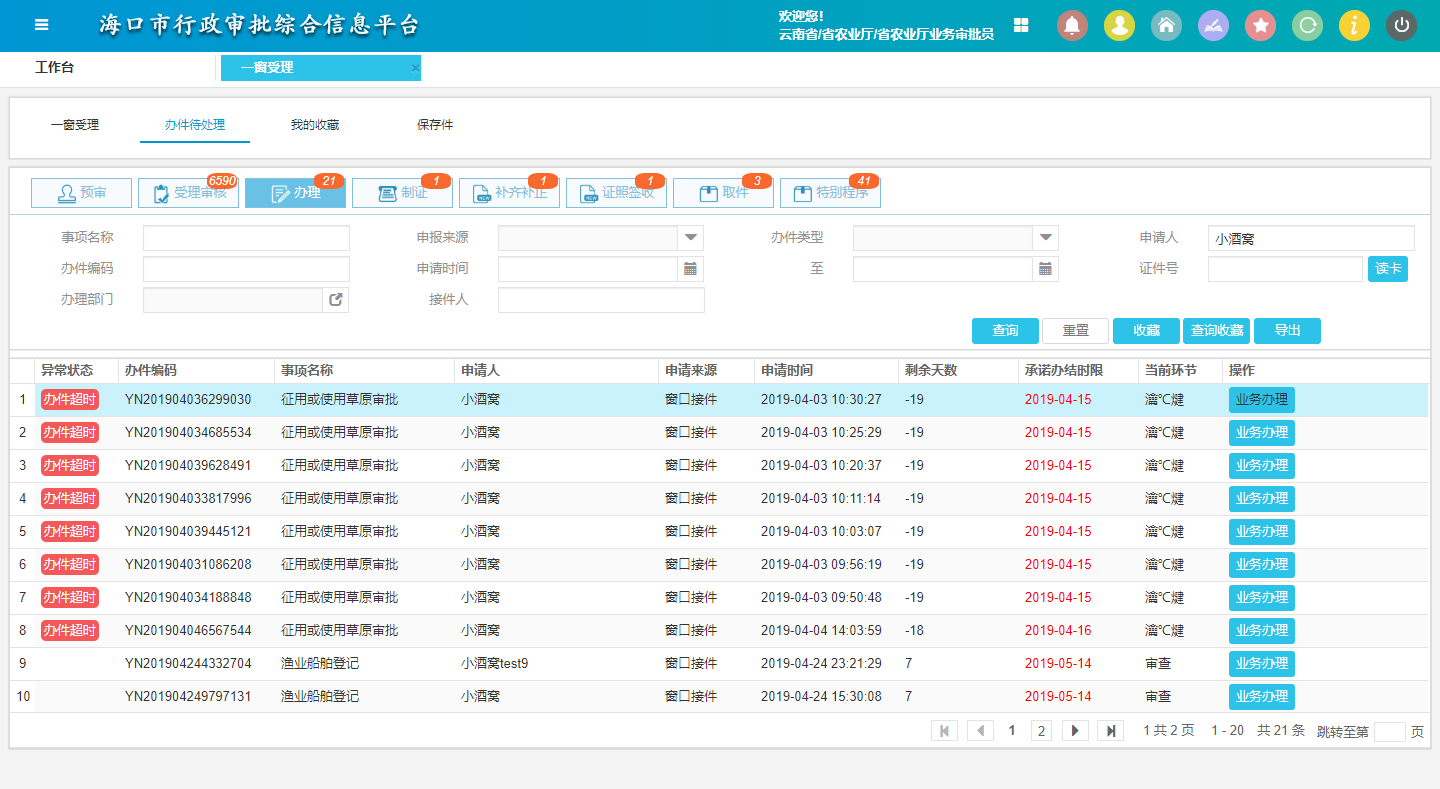 海口市行政审批综合信息平台
欢迎您!
云南省/省农业厅/省农业厅业务审批员
工作台 一窗受理 ×
一窗受理 办件待处理 我的收藏 保存件
预审 受理审核 6590 办理 21 制证 1 补齐补正 1 证照签收 1 取件 3 特别程序 41
事项名称 申报来源 办件类型 申请人 小酒窝
办件编码 申请时间 至 证件号 读卡
办理部门 接件人
查询 重置 收藏 查询收藏 导出
异常状态 办件编码 事项名称 申请人 申请来源 申请时间 剩余天数 承诺办结时限 当前环节 操作
1 办件超时 YN201904036299030 征用或使用草原审批 小酒窝 窗口接件 2019-04-03 10:30:27 -19 2019-04-15 瀹℃煡 业务办理
2 办件超时 YN201904034685534 征用或使用草原审批 小酒窝 窗口接件 2019-04-03 10:25:29 -19 2019-04-15 瀹℃煡 业务办理
3 办件超时 YN201904039628491 征用或使用草原审批 小酒窝 窗口接件 2019-04-03 10:20:37 -19 2019-04-15 瀹℃煡 业务办理
4 办件超时 YN201904033817996 征用或使用草原审批 小酒窝 窗口接件 2019-04-03 10:11:14 -19 2019-04-15 瀹℃煡 业务办理
5 办件超时 YN201904039445121 征用或使用草原审批 小酒窝 窗口接件 2019-04-03 10:03:07 -19 2019-04-15 瀹℃煡 业务办理
6 办件超时 YN201904031086208 征用或使用草原审批 小酒窝 窗口接件 2019-04-03 09:56:19 -19 2019-04-15 瀹℃煡 业务办理
7 办件超时 YN201904034188848 征用或使用草原审批 小酒窝 窗口接件 2019-04-03 09:50:48 -19 2019-04-15 瀹℃煡 业务办理
8 办件超时 YN201904046567544 征用或使用草原审批 小酒窝 窗口接件 2019-04-04 14:03:59 -18 2019-04-16 瀹℃煡 业务办理
9 YN201904244332704 渔业船舶登记 小酒窝test9 窗口接件 2019-04-24 23:21:29 7 2019-05-14 审查 业务办理
10 YN201904249797131 渔业船舶登记 小酒窝 窗口接件 2019-04-24 15:30:08 7 2019-05-14 审查 业务办理
1 2 1 共 2 页 1 - 20 共 21 条 跳转至第 页